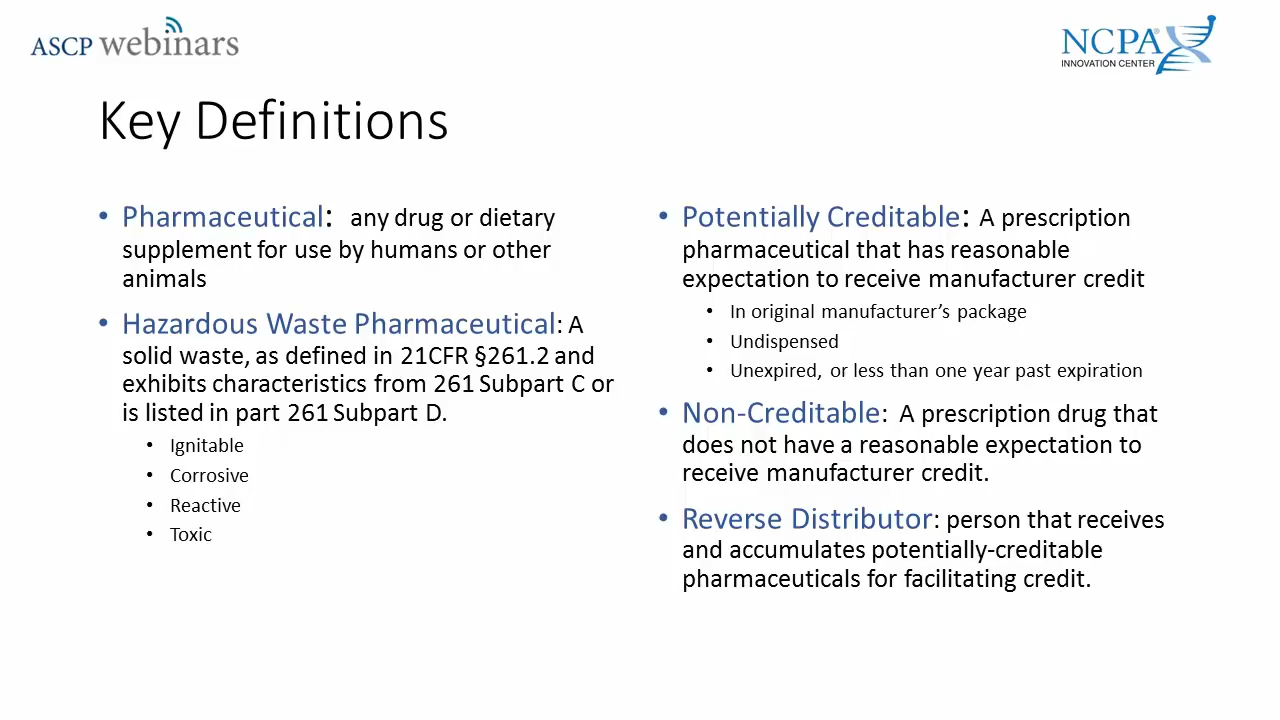 ASCP webinars
NCPA®
INNOVATION CENTER
Key Definitions
• Pharmaceutical: any drug or dietary
supplement for use by humans or other
animals
• Hazardous Waste Pharmaceutical: A
solid waste, as defined in 21CFR §261.2 and
exhibits characteristics from 261 Subpart C or
is listed in part 261 Subpart D.
• Ignitable
• Corrosive
• Reactive
• Toxic
• Potentially Creditable: A prescription
pharmaceutical that has reasonable
expectation to receive manufacturer credit
• In original manufacturer’s package
• Undispensed
• Unexpired, or less than one year past expiration
• Non-Creditable: A prescription drug that
does not have a reasonable expectation to
receive manufacturer credit.
• Reverse Distributor: person that receives
and accumulates potentially-creditable
pharmaceuticals for facilitating credit.